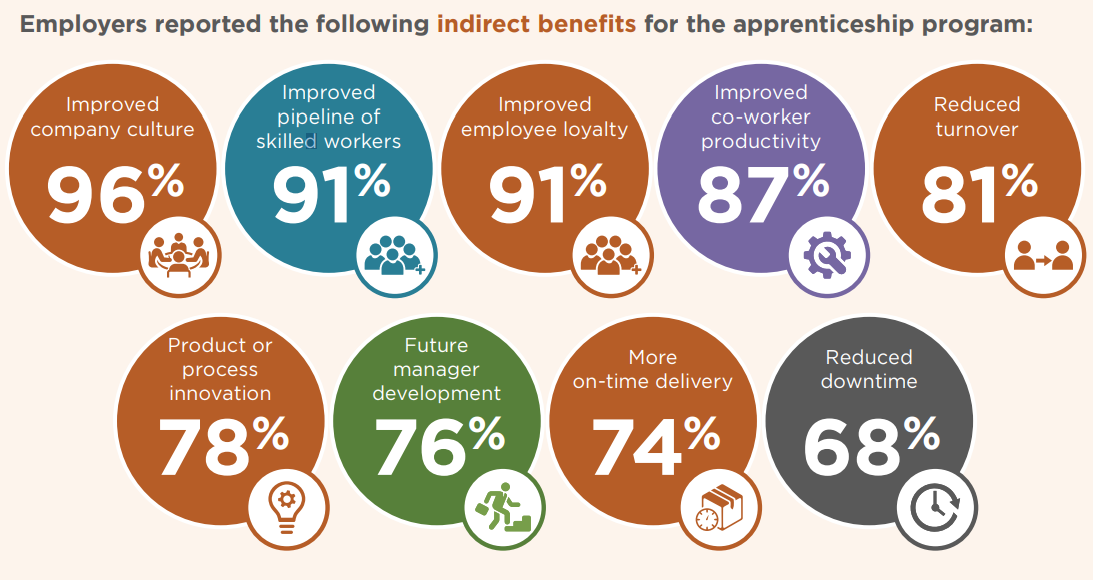 Employers reported the following indirect benefits for the apprenticeship program:
Improved
company culture
96%
Improved
pipeline of
skilled workers
91%
Improved
employee loyalty
91%
Improved
co-worker
productivity
87%
Reduced
turnover
81%
Product or
process
innovation
78%
Future
manager
development
76%
More
on-time delivery
74%
Reduced
downtime
68%